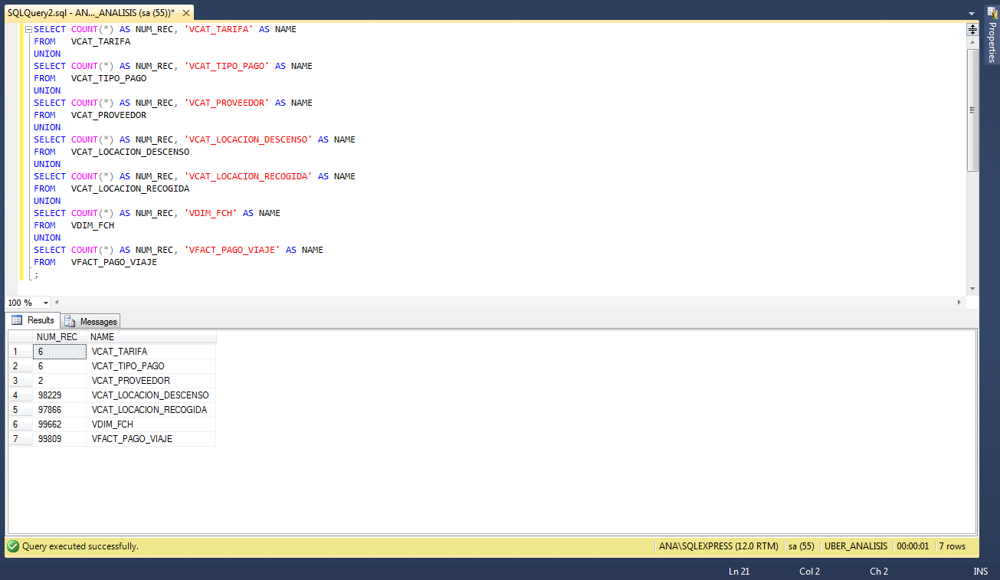 SQLQuery2.sql - AN..._ANALISIS (sa (55))*
Properties
SELECT COUNT(*) AS NUM_REC, 'VCAT_TARIFA' AS NAME
FROM VCAT_TARIFA
UNION
SELECT COUNT(*) AS NUM_REC, 'VCAT_TIPO_PAGO' AS NAME
FROM VCAT_TIPO_PAGO
UNION
SELECT COUNT(*) AS NUM_REC, 'VCAT_PROVEEDOR' AS NAME
FROM VCAT_PROVEEDOR
UNION
SELECT COUNT(*) AS NUM_REC, 'VCAT_LOCACION_DESCENSO' AS NAME
FROM VCAT_LOCACION_DESCENSO
UNION
SELECT COUNT(*) AS NUM_REC, 'VCAT_LOCACION_RECOGIDA' AS NAME
FROM VCAT_LOCACION_RECOGIDA
UNION
SELECT COUNT(*) AS NUM_REC, 'VDIM_FCH' AS NAME
FROM VDIM_FCH
UNION
SELECT COUNT(*) AS NUM_REC, 'VFACT_PAGO_VIAJE' AS NAME
FROM VFACT_PAGO_VIAJE
;
100 %
Results Messages
NUM_REC NAME
1 6 VCAT_TARIFA
2 6 VCAT_TIPO_PAGO
3 2 VCAT_PROVEEDOR
4 98229 VCAT_LOCACION_DESCENSO
5 97866 VCAT_LOCACION_RECOGIDA
6 99662 VDIM_FCH
7 99809 VFACT_PAGO_VIAJE
Query executed successfully. ANA\SQLEXPRESS (12.0 RTM) sa (55) UBER_ANALISIS 00:00:01 7 rows
Ln 21 Col 2 Ch 2 INS